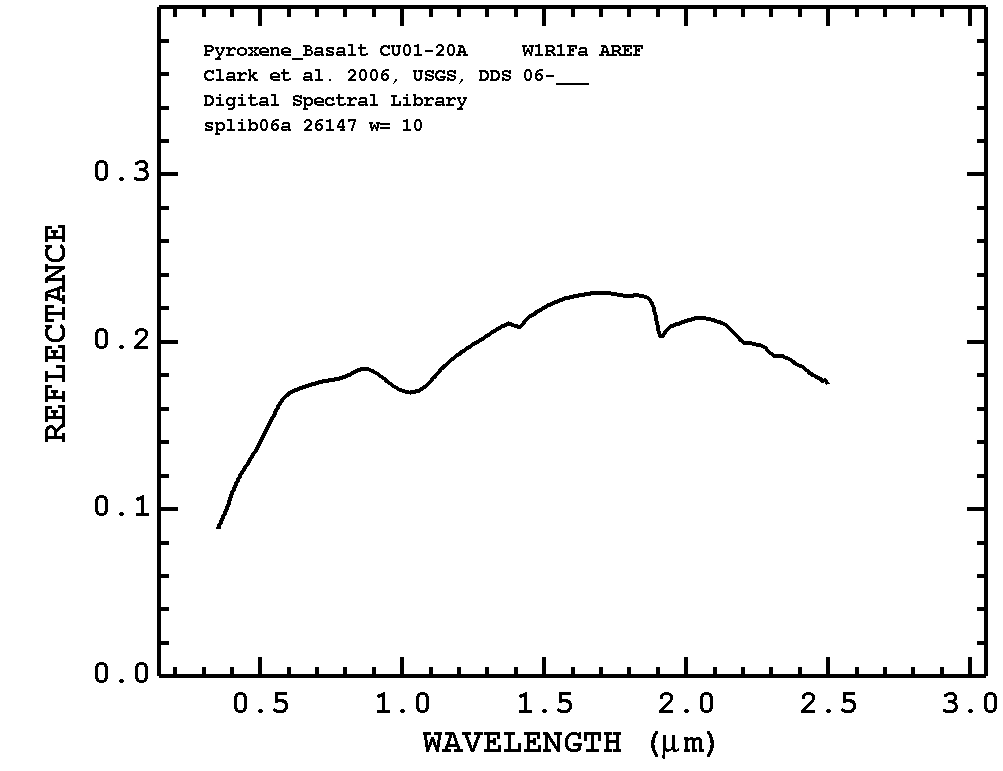 Pyroxene_Basalt CU01-20A W1R1Fa AREF
Clark et al. 2006, USGS, DDS 06-___
Digital Spectral Library
splib06a 26147 w= 10
REFLECTANCE
0.3
0.2
0.1
0.0
0.5 1.0 1.5 2.0 2.5 3.0
WAVELENGTH (μm)